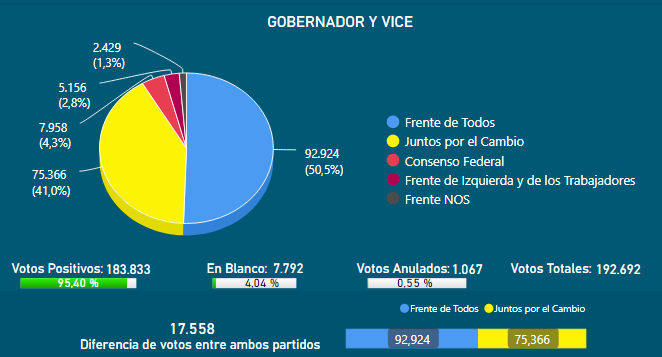 GOBERNADOR Y VICE
2.429
(1,3%)
5.156
(2,8%)
7.958
(4,3%)
75.366
(41,0%)
92.924
(50,5%)
Frente de Todos
Juntos por el Cambio
Consenso Federal
Frente de Izquierda y de los Trabajadores
Frente NOS
Votos Positivos: 183.833
95,40 %
En Blanco: 7.792
4,04 %
Votos Anulados: 1.067
0,55 %
Votos Totales: 192.692
Frente de Todos Juntos por el Cambio
17.558
Diferencia de votos entre ambos partidos
92,924 75,366